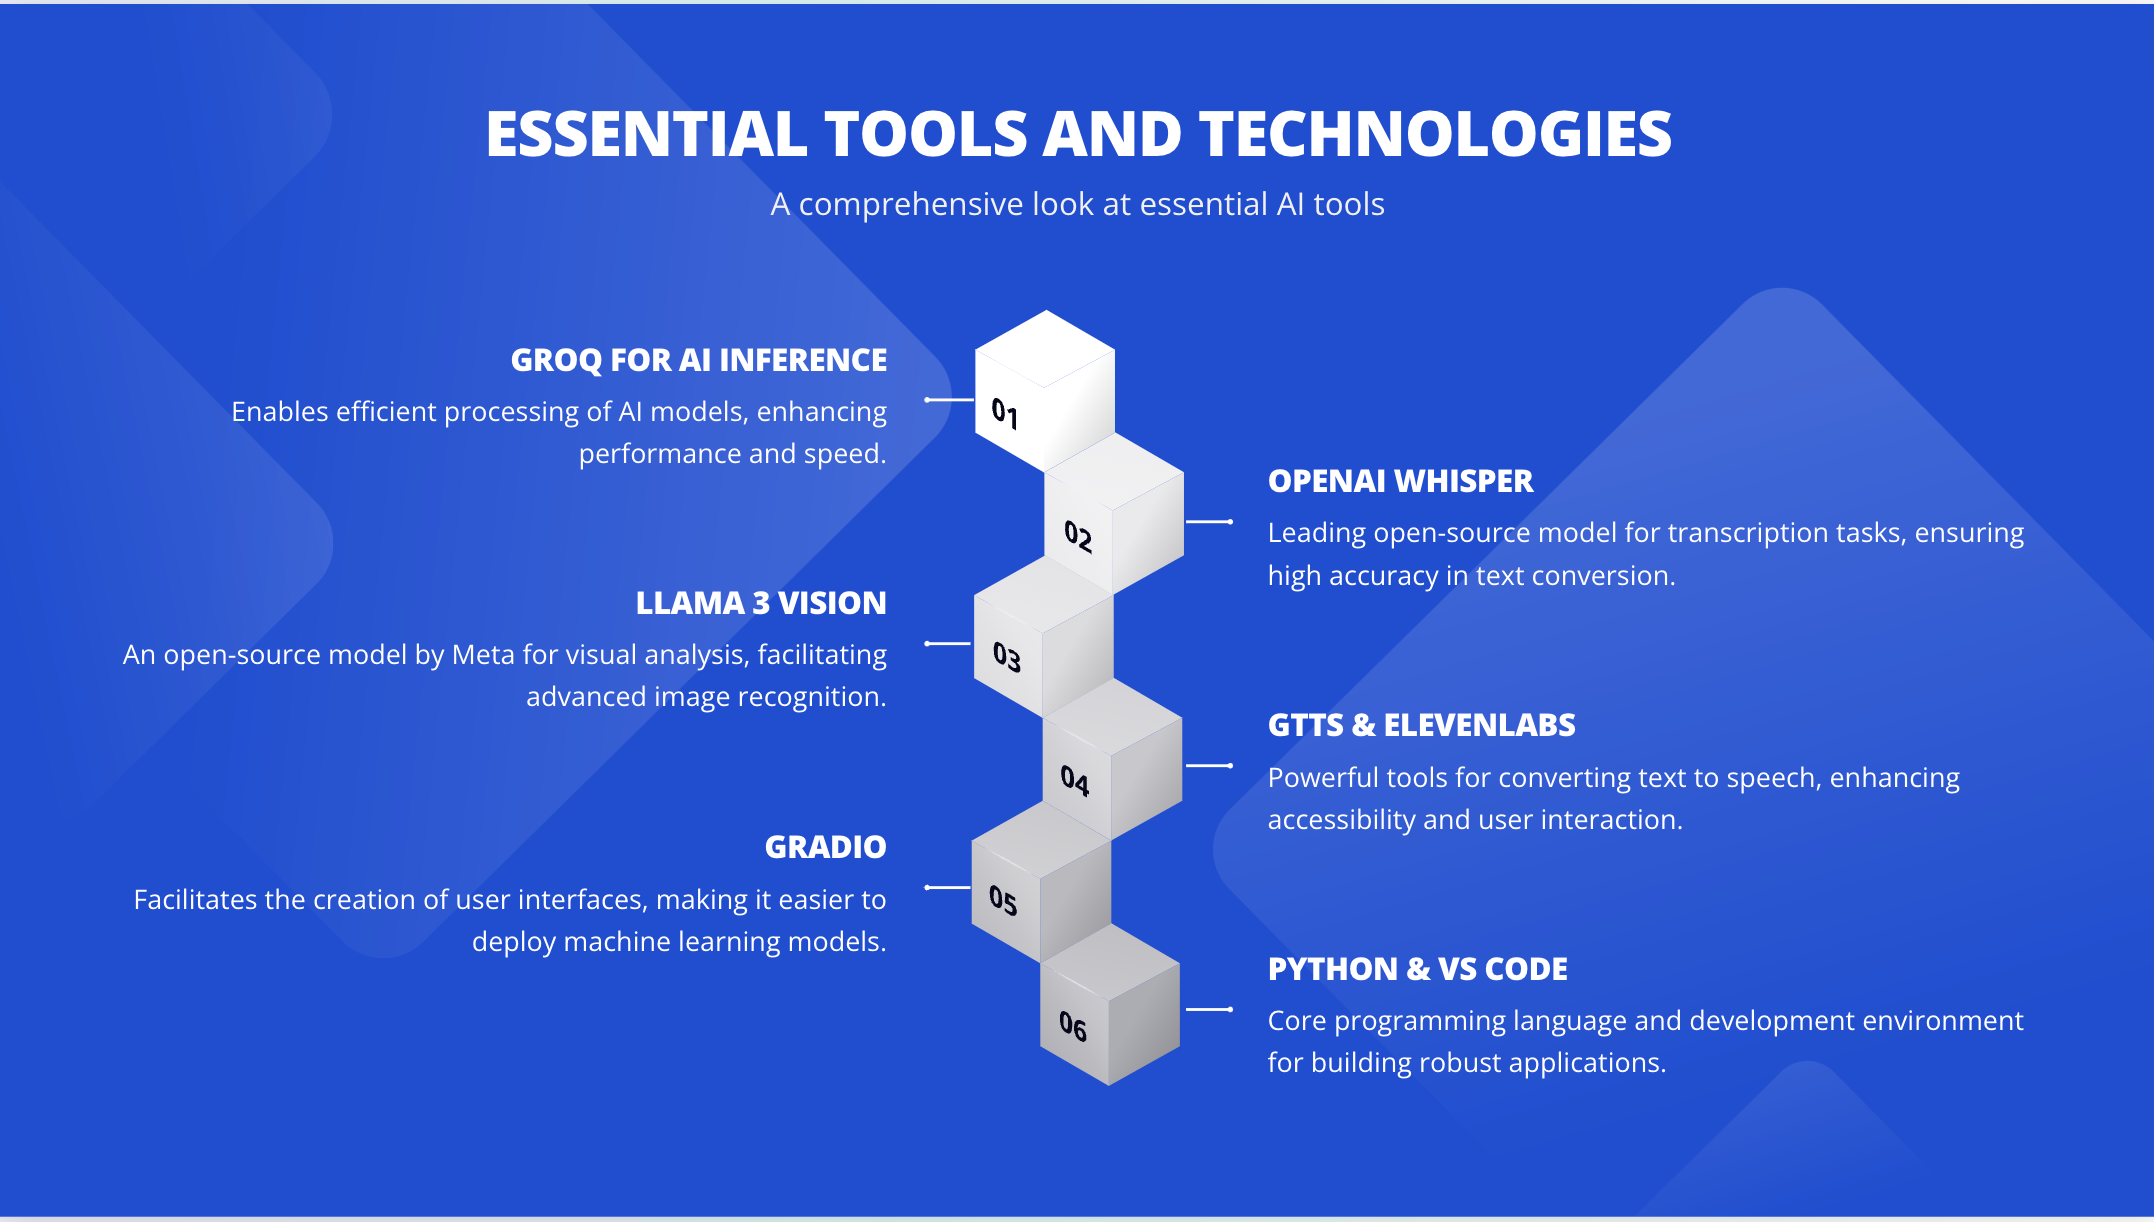 ESSENTIAL TOOLS AND TECHNOLOGIES
A comprehensive look at essential AI tools
01
GROQ FOR AI INFERENCE
Enables efficient processing of AI models, enhancing
performance and speed.
02
OPENAI WHISPER
Leading open-source model for transcription tasks, ensuring
high accuracy in text conversion.
03
LLAMA 3 VISION
An open-source model by Meta for visual analysis, facilitating
advanced image recognition.
04
GTTS & ELEVENLABS
Powerful tools for converting text to speech, enhancing
accessibility and user interaction.
05
GRADIO
Facilitates the creation of user interfaces, making it easier to
deploy machine learning models.
06
PYTHON & VS CODE
Core programming language and development environment
for building robust applications.